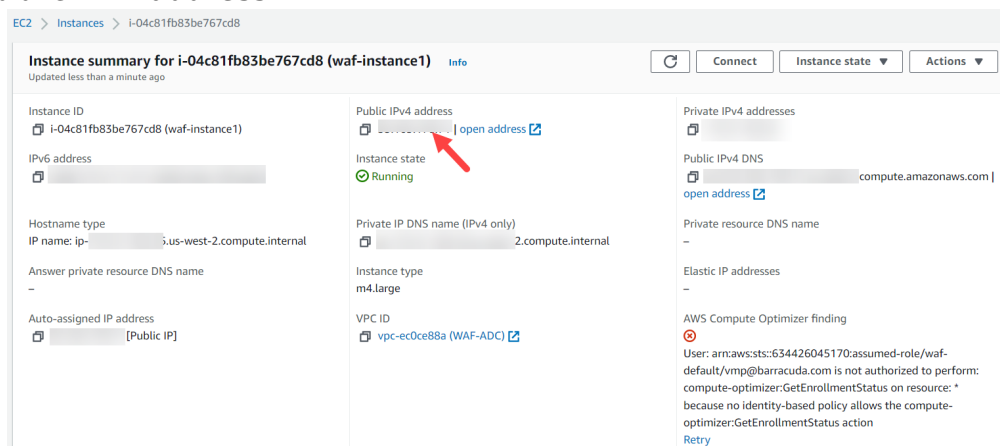 EC2 > Instances > i-04c81fb83be767cd8
Instance summary for i-04c81fb83be767cd8 (waf-instance1) Info
Updated less than a minute ago
Connect
Instance state ▼
Actions ▼
Instance ID
i-04c81fb83be767cd8 (waf-instance1)
Public IPv4 address
| open address
Private IPv4 addresses
IPv6 address
Instance state
Running
Public IPv4 DNS
compute.amazonaws.com |
open address
Hostname type
IP name: ip- .us-west-2.compute.internal
Private IP DNS name (IPv4 only)
2.compute.internal
Private resource DNS name
–
Answer private resource DNS name
–
Instance type
m4.large
Elastic IP addresses
–
Auto-assigned IP address
[Public IP]
VPC ID
vpc-ec0ce88a (WAF-ADC)
AWS Compute Optimizer finding
User: arn:aws:sts::634426045170:assumed-role/waf-
default/vmp@barracuda.com is not authorized to perform:
compute-optimizer:GetEnrollmentStatus on resource: *
because no identity-based policy allows the compute-
optimizer:GetEnrollmentStatus action
Retry